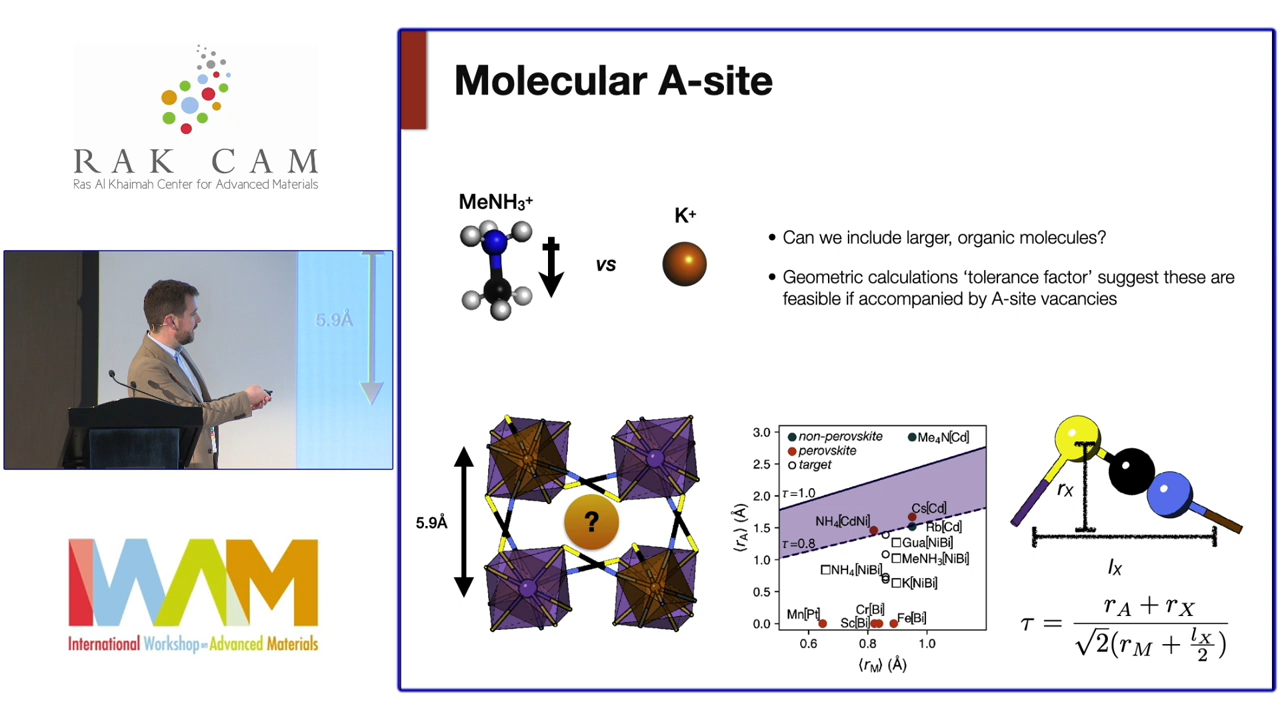 RAK CAM
Ras Al Khaimah Center for Advanced Materials
5.9Å
IWAM
International Workshop on Advanced Materials
Molecular A-site
MeNH₃⁺
vs
K⁺
• Can we include larger, organic molecules?
• Geometric calculations ‘tolerance factor’ suggest these are
feasible if accompanied by A-site vacancies
5.9Å
?
non-perovskite
perovskite
target
Me₄N[Cd]
τ=1.0
Cs[Cd]
NH₄[CdNi]
Rb[Cd]
τ=0.8
Gua[NiBi]
MeNH₃[NiBi]
NH₄[NiBi]
K[NiBi]
Mn[Pt]
Cr[Bi]
Sc[Bi]
Fe[Bi]
3.0
2.5
2.0
1.5
1.0
0.5
0.0
0.6
0.8
1.0
⟨r_A⟩ (Å)
⟨r_M⟩ (Å)
r_X
l_X
τ = (r_A + r_X) / (√2(r_M + l_X/2))